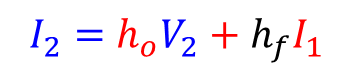 I₂ = hₒV₂ + h_f I₁